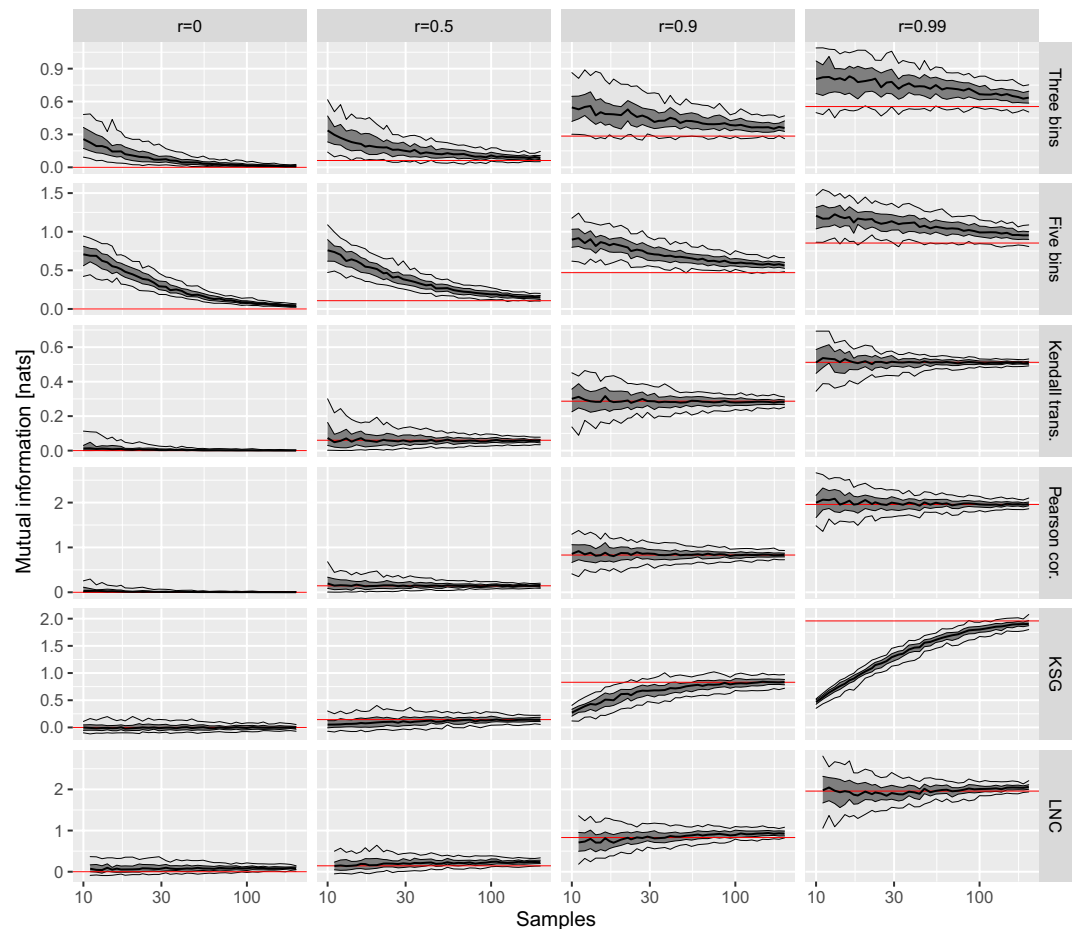 r=0 r=0.5 r=0.9 r=0.99
0.9
0.6
0.3
0.0
Three bins
1.5
1.0
0.5
0.0
Five bins
0.6
0.4
0.2
0.0
Kendall trans.
2
1
0
Pearson cor.
2.0
1.5
1.0
0.5
0.0
KSG
2
1
0
LNC
Mutual information [nats]
10 30 100 10 30 100 10 30 100 10 30 100
Samples